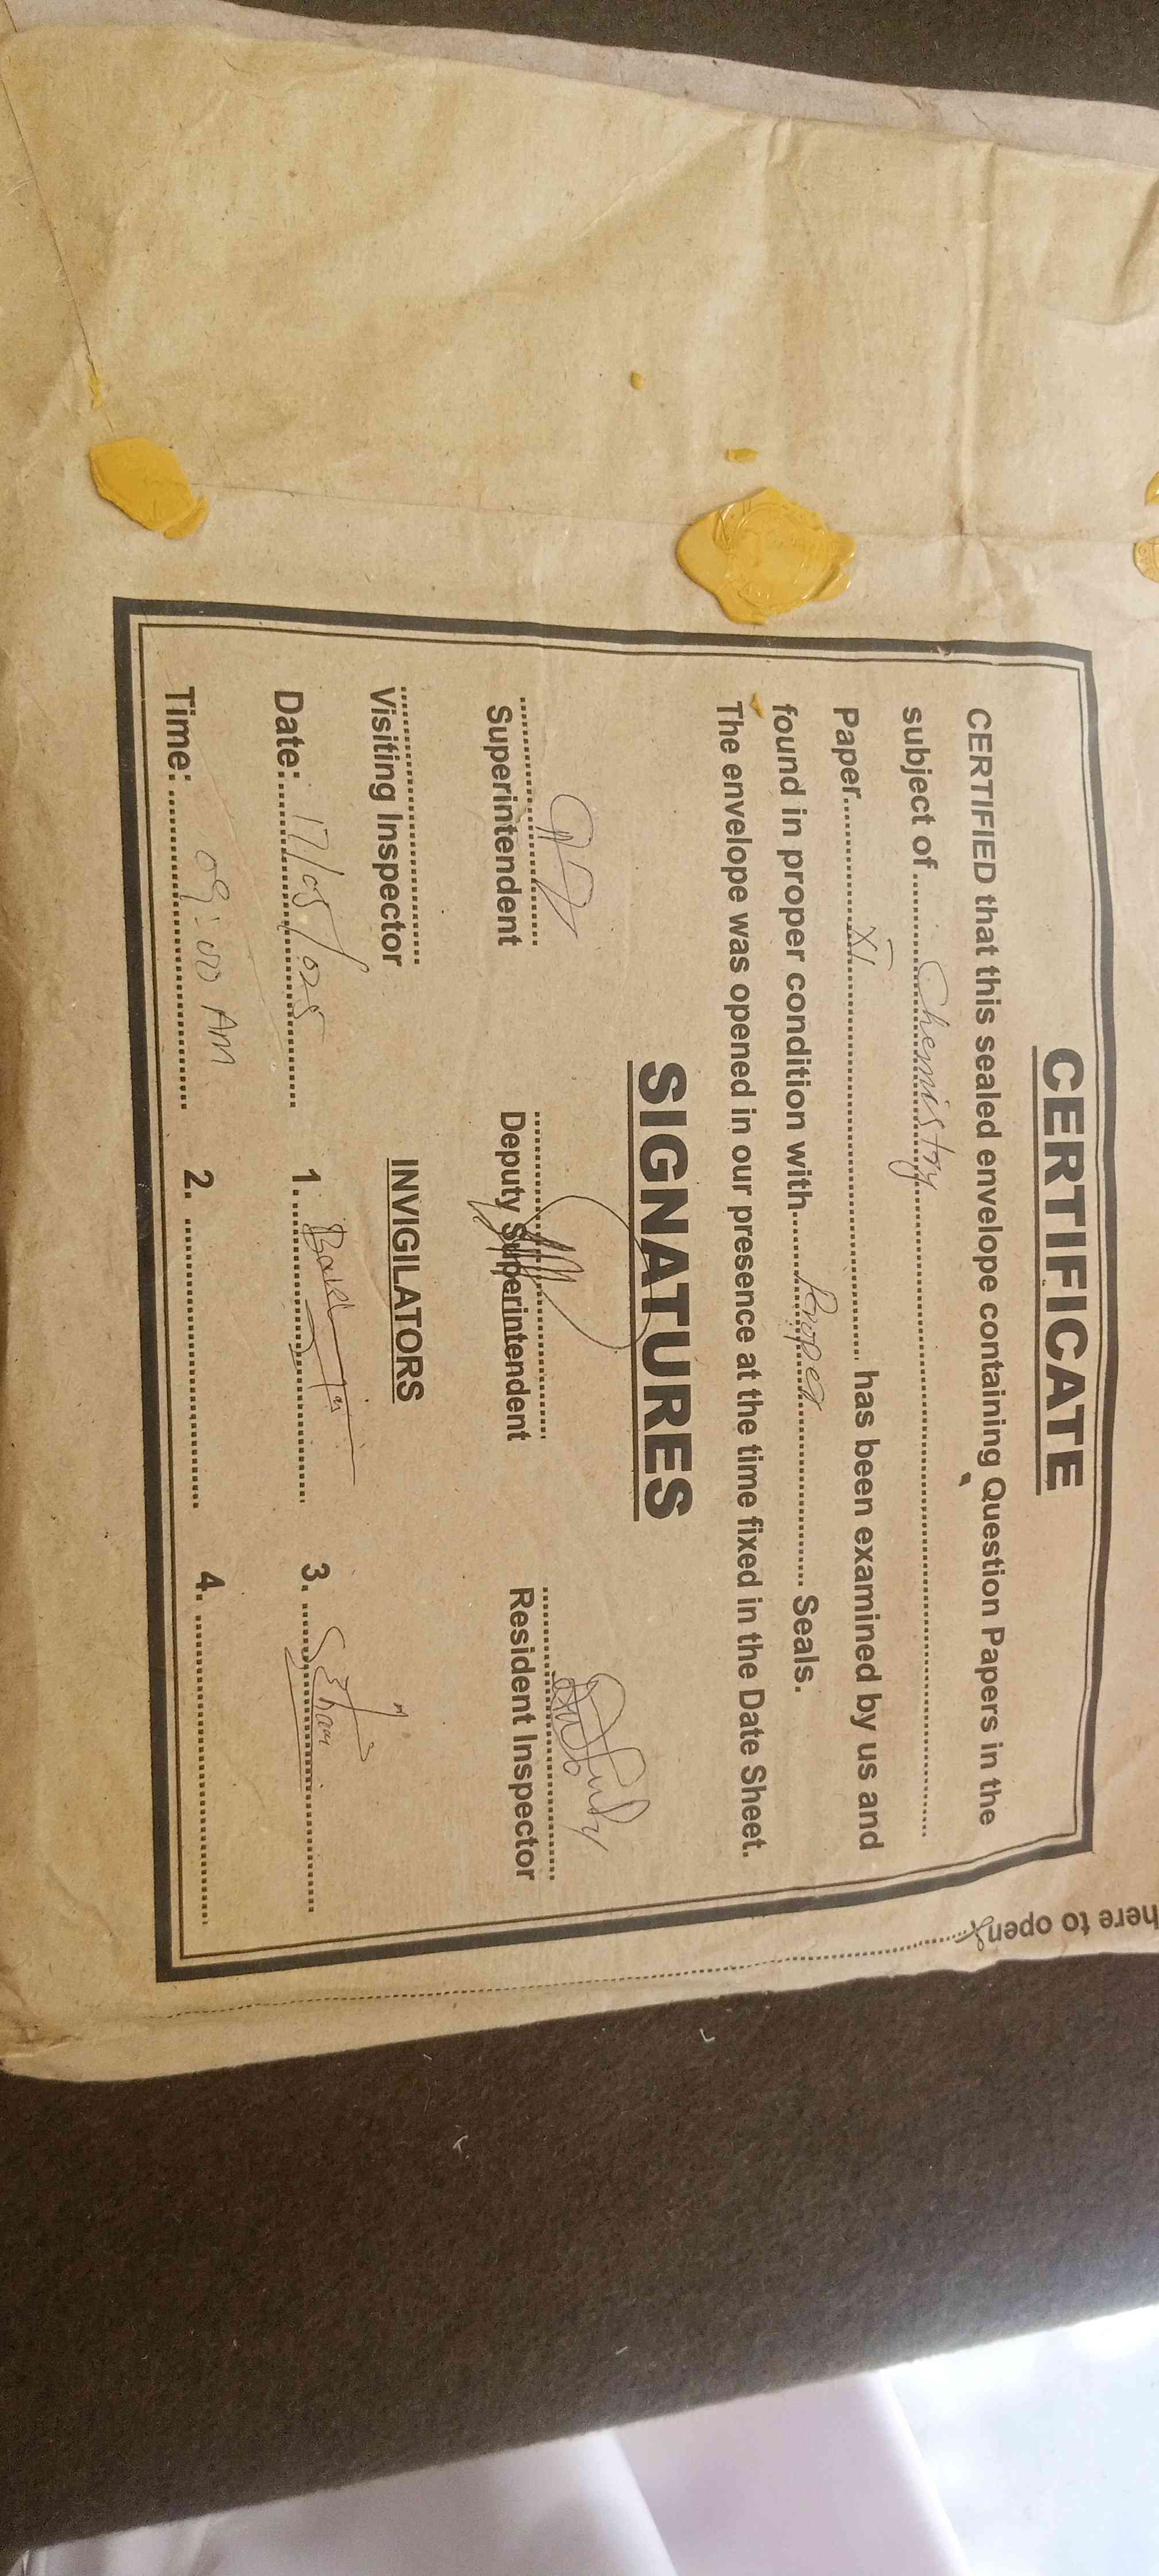 CERTIFICATE
CERTIFIED that this sealed envelope containing Question Papers in the
subject of Chemistry
Paper XI has been examined by us and
found in proper condition with Proper Seals.
The envelope was opened in our presence at the time fixed in the Date Sheet.
SIGNATURES
Superintendent Deputy Superintendent Resident Inspector
Visiting Inspector INVIGILATORS
Date: 17/05/025 1. 3.
Time: 09:00 AM 2. 4.
here to open